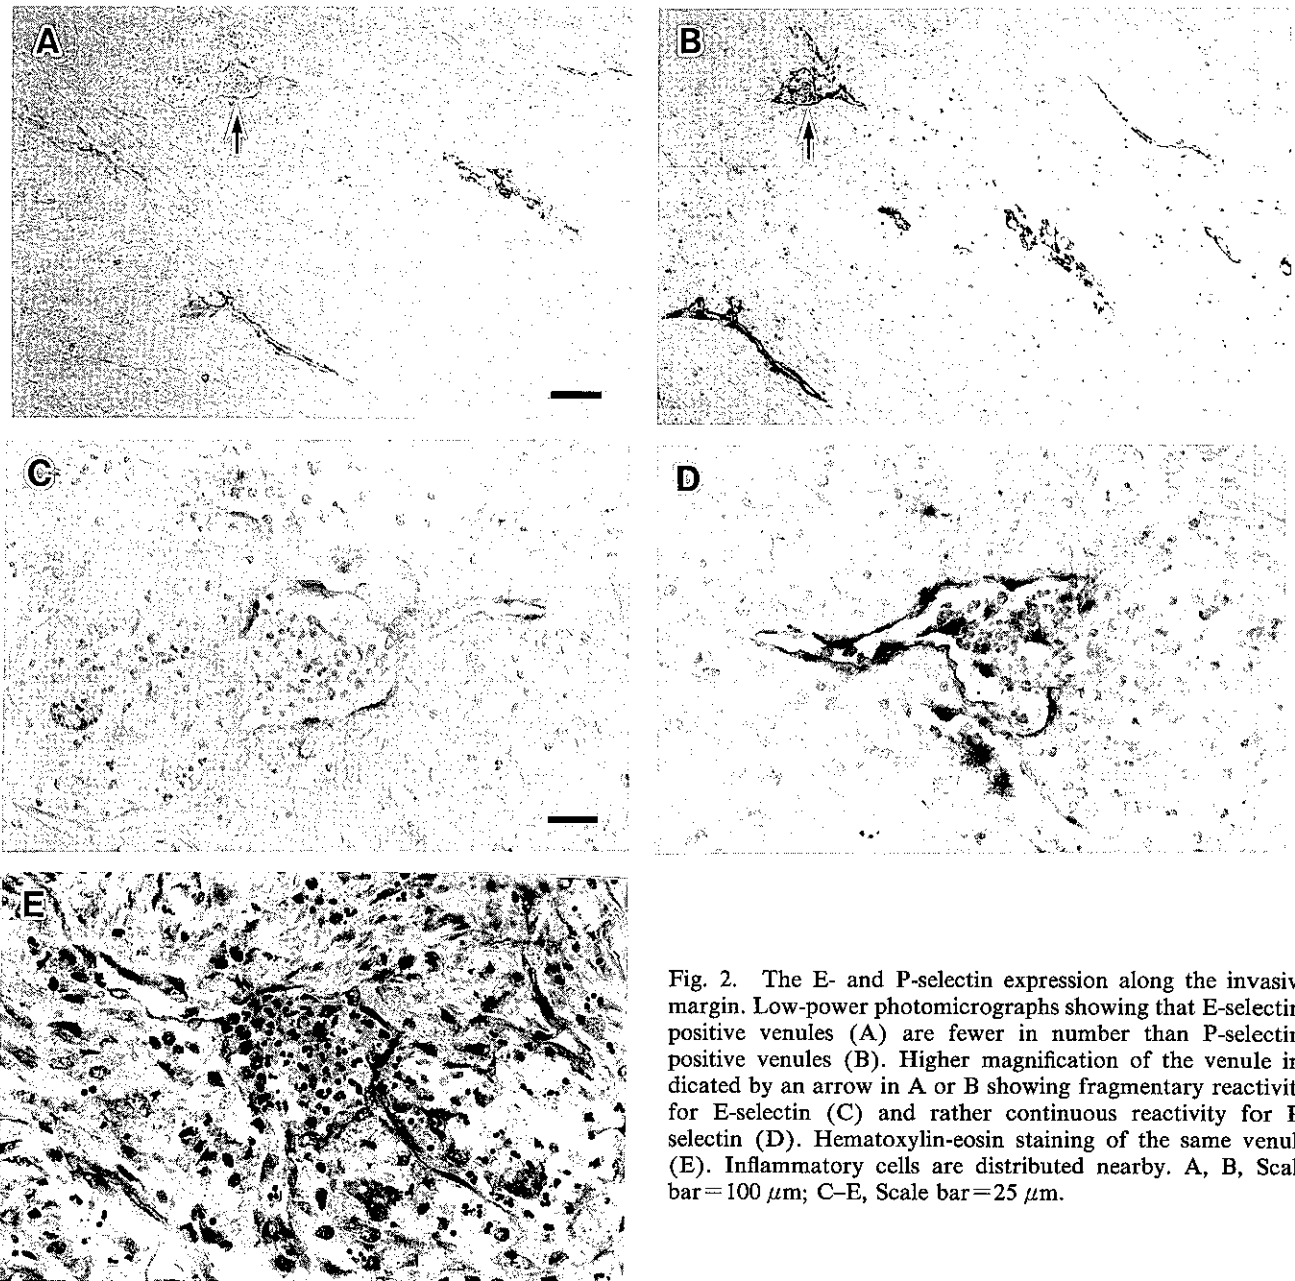 A
B
C
D
E
Fig. 2. The E- and P-selectin expression along the invasiv
margin. Low-power photomicrographs showing that E-selectin
positive venules (A) are fewer in number than P-selectin
positive venules (B). Higher magnification of the venule in
dicated by an arrow in A or B showing fragmentary reactivit
for E-selectin (C) and rather continuous reactivity for P
selectin (D). Hematoxylin-eosin staining of the same venul
(E). Inflammatory cells are distributed nearby. A, B, Scal
bar=100 μm; C–E, Scale bar=25 μm.